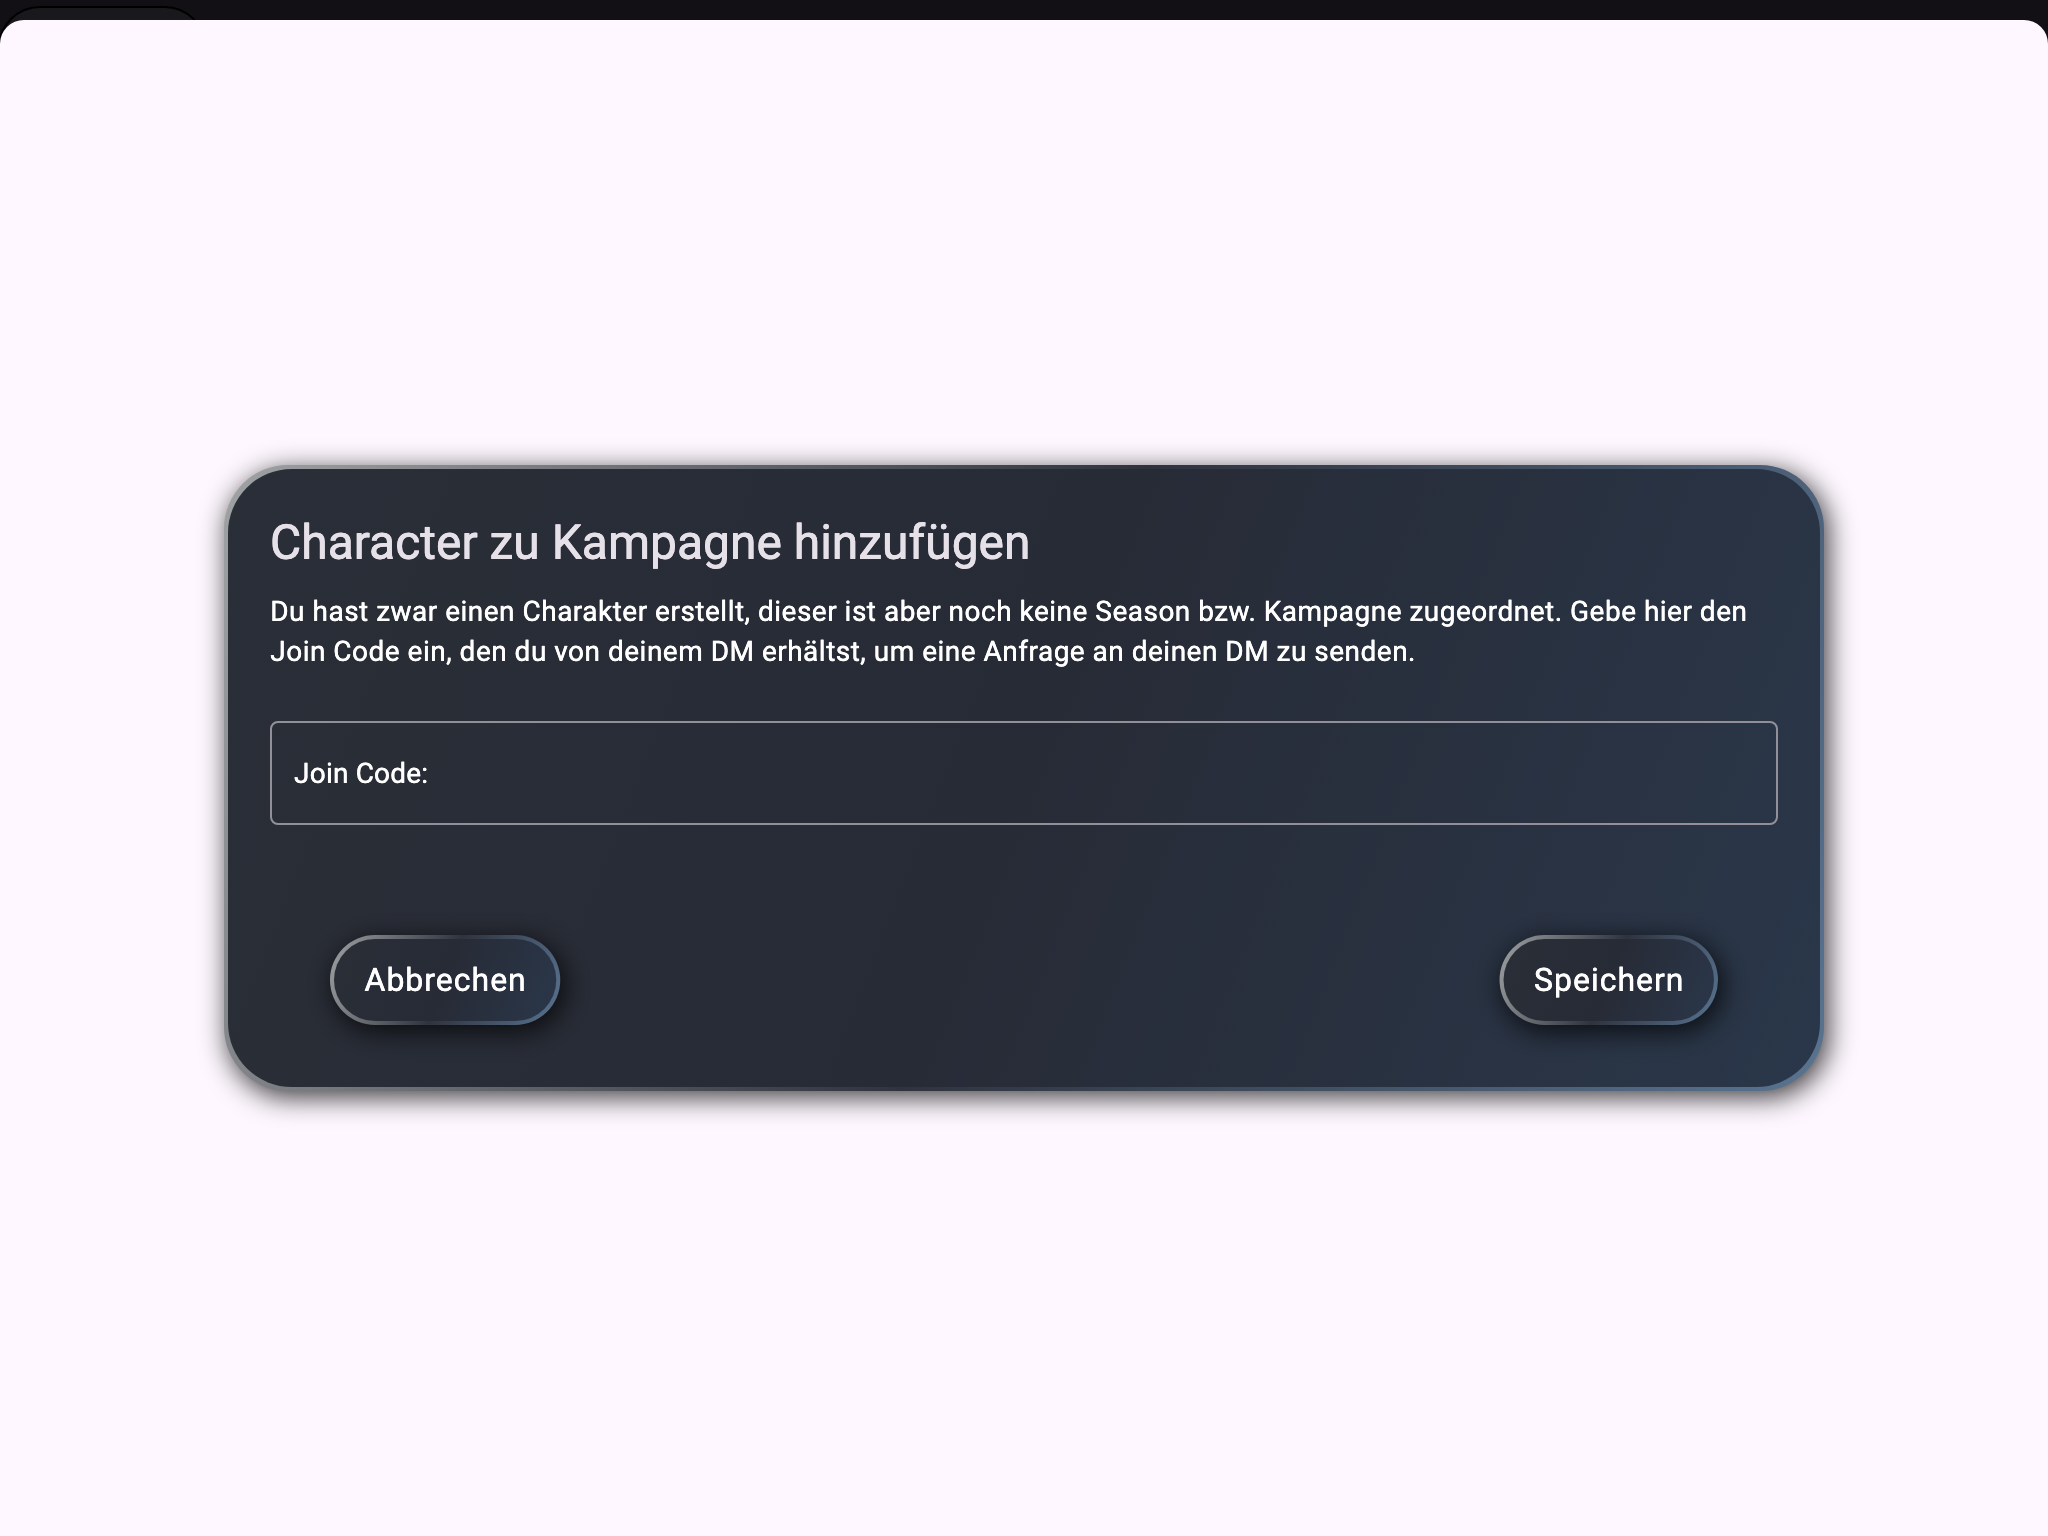 Character zu Kampagne hinzufügen
Du hast zwar einen Charakter erstellt, dieser ist aber noch keine Season bzw. Kampagne zugeordnet. Gebe hier den
Join Code ein, den du von deinem DM erhältst, um eine Anfrage an deinen DM zu senden.
Join Code:
Abbrechen
Speichern